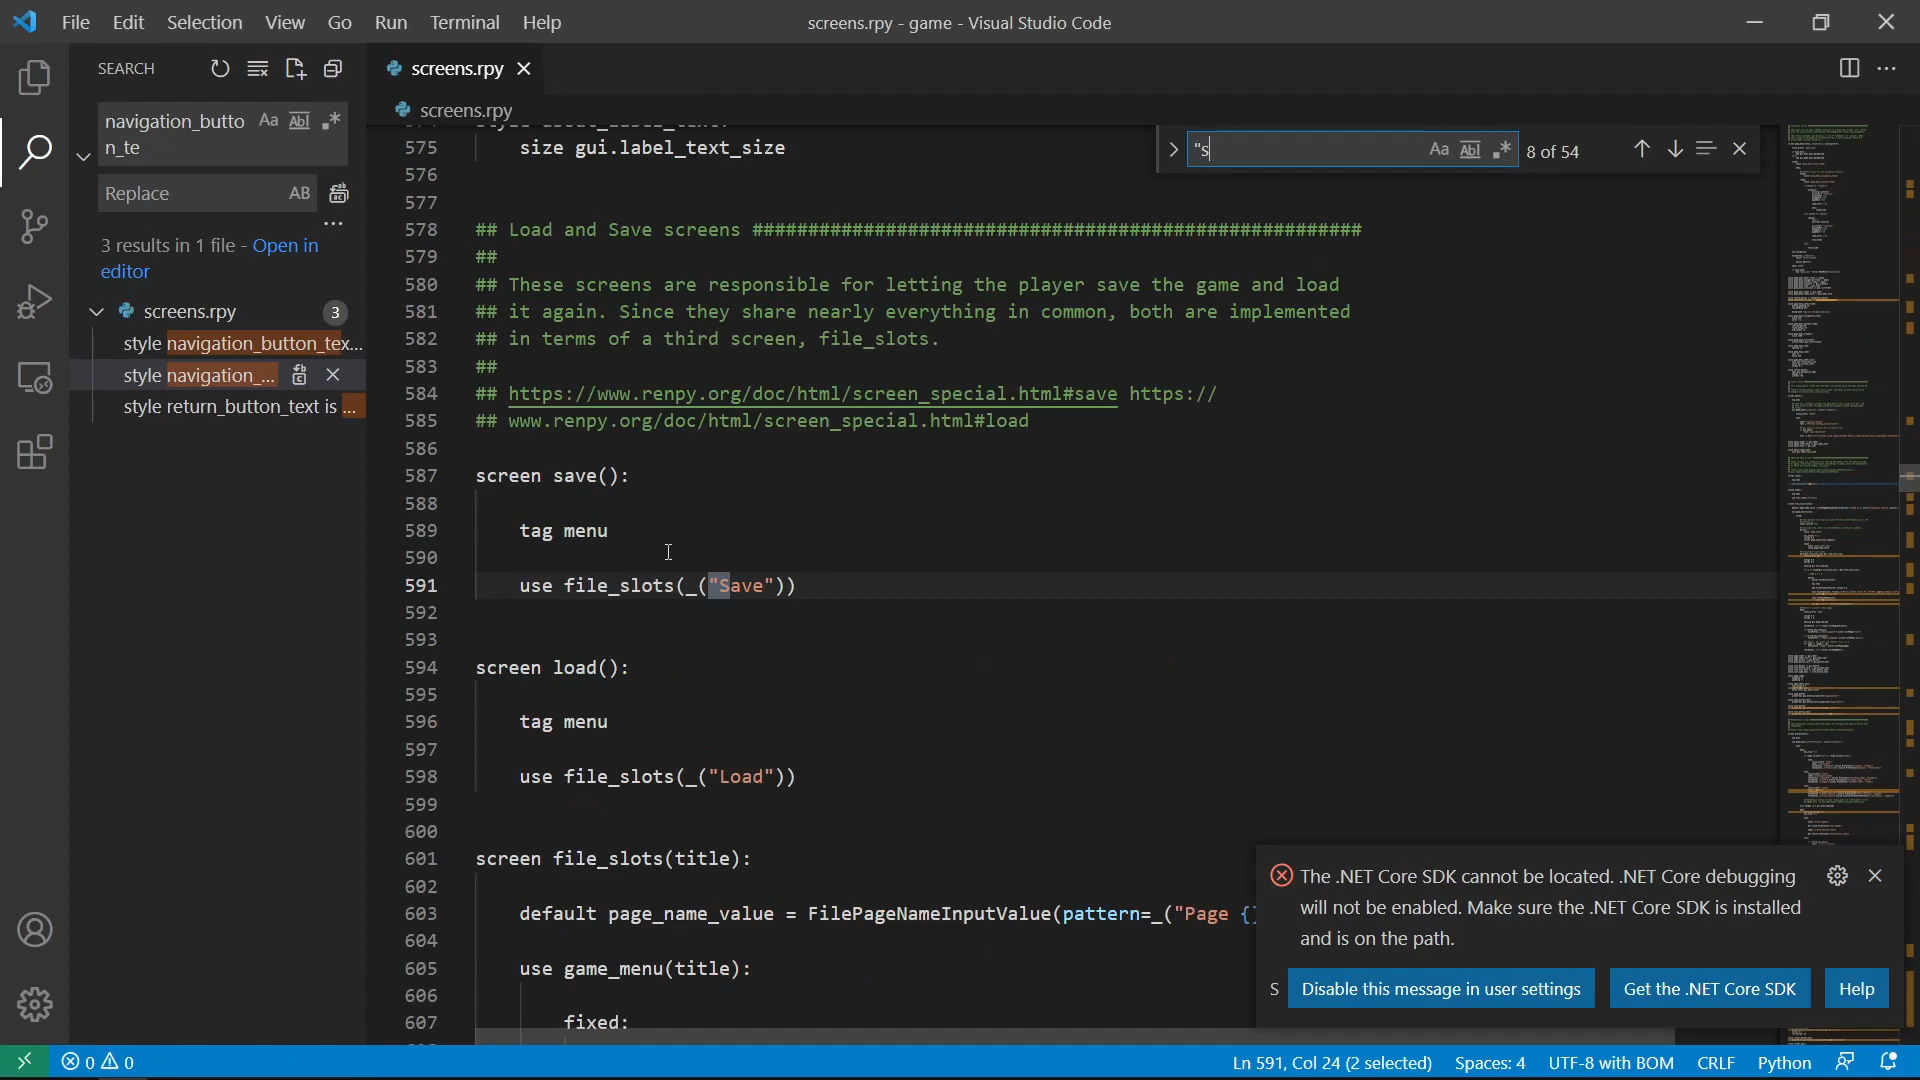 File Edit Selection View Go Run Terminal Help
screens.rpy - game - Visual Studio Code
SEARCH
navigation_butto
n_te
Aa Abl .*
Replace
AB
...
3 results in 1 file - Open in
editor
screens.rpy
3
style navigation_button_tex...
style navigation_...
style return_button_text is ...
screens.rpy
screens.rpy
"s
Aa Abl .*
8 of 54
575 size gui.label_text_size
576
577
578 ## Load and Save screens #######################################################
579 ##
580 ## These screens are responsible for letting the player save the game and load
581 ## it again. Since they share nearly everything in common, both are implemented
582 ## in terms of a third screen, file_slots.
583 ##
584 ## https://www.renpy.org/doc/html/screen_special.html#save https://
585 ## www.renpy.org/doc/html/screen_special.html#load
586
587 screen save():
588
589 tag menu
590
591 use file_slots(_("Save"))
592
593
594 screen load():
595
596 tag menu
597
598 use file_slots(_("Load"))
599
600
601 screen file_slots(title):
602
603 default page_name_value = FilePageNameInputValue(pattern=_("Page {}
604
605 use game_menu(title):
606
607 fixed:
The .NET Core SDK cannot be located. .NET Core debugging
will not be enabled. Make sure the .NET Core SDK is installed
and is on the path.
S
Disable this message in user settings
Get the .NET Core SDK
Help
0 0
Ln 591, Col 24 (2 selected) Spaces: 4 UTF-8 with BOM CRLF Python